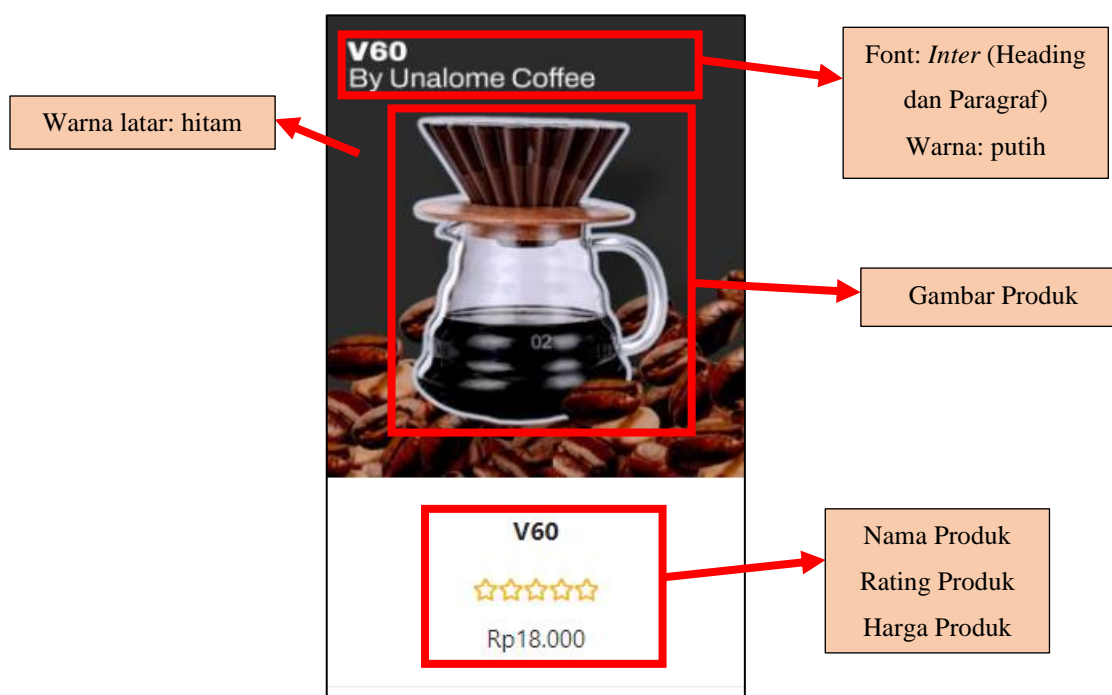 V60
By Unalome Coffee
Font: Inter (Heading
dan Paragraf)
Warna: putih
Warna latar: hitam
Gambar Produk
02
V60
Rp18.000
Nama Produk
Rating Produk
Harga Produk